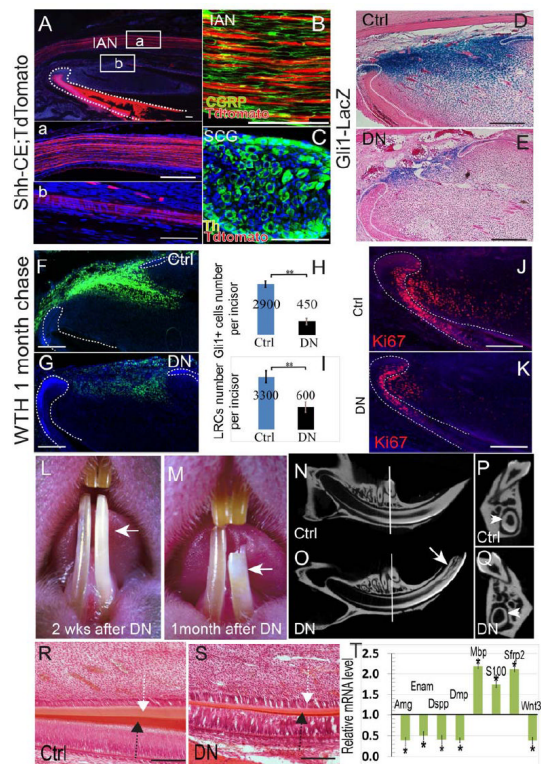 Shh-CE;TdTomato
A
IAN
a
b
IAN
B
CGRP
Tdtomato
a
b
SCG
C
Th
Tdtomato
Gli1-LacZ
Ctrl
D
DN
E
WTH 1 month chase
F
Ctrl
G
DN
Gli1+ cells number
per incisor
H
**
2900
450
Ctrl
DN
LRCs number
per incisor
I
**
3300
600
Ctrl
DN
Ctrl
J
Ki67
DN
K
Ki67
L
2 wks after DN
M
1month after DN
N
Ctrl
O
DN
P
Ctrl
Q
DN
R
Ctrl
S
DN
T
Relative mRNA level
2.5
2.0
1.5
1
0.5
0
Amg
Enam
Dspp
Dmp
Mbp
S100
Sfrp2
Wnt3
* * * * * * * *